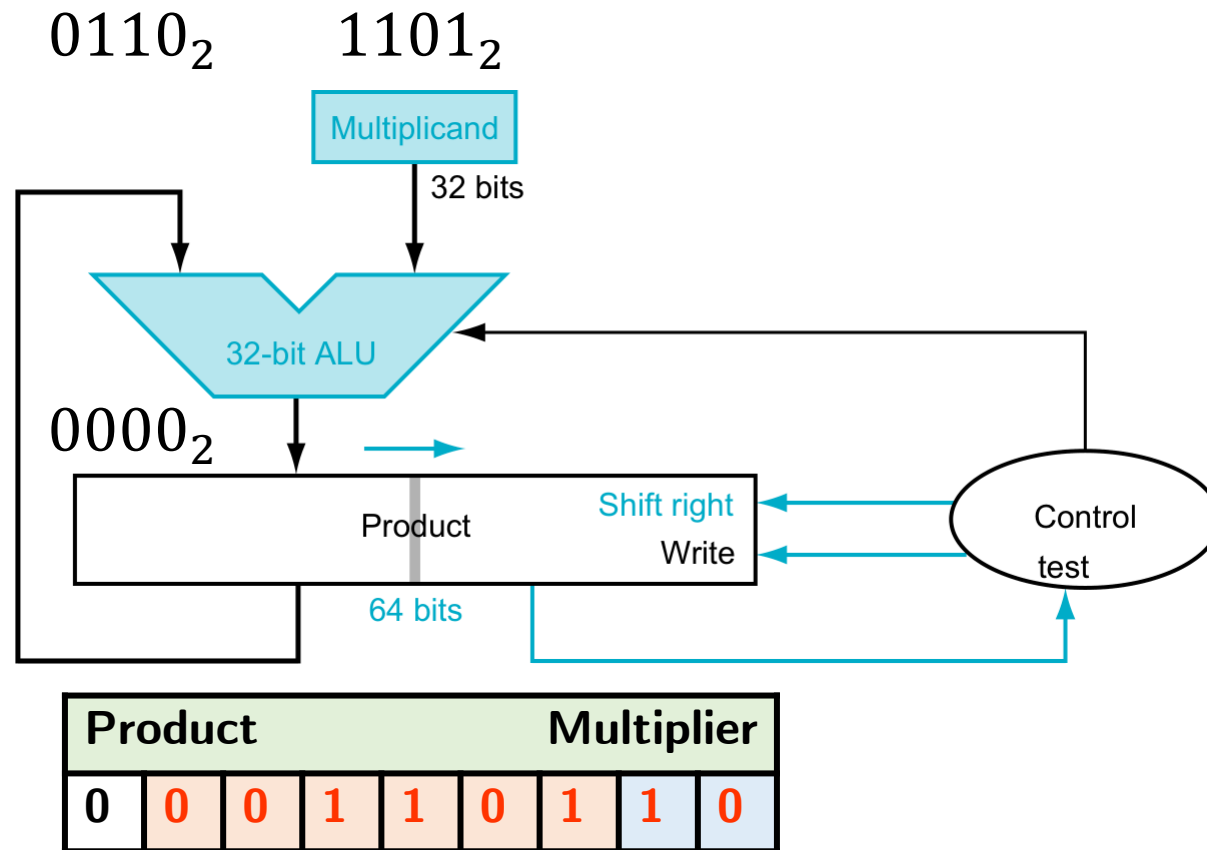 0110₂ 1101₂
Multiplicand
32 bits
32-bit ALU
0000₂
Product
Shift right
Write
Control
test
64 bits
Product Multiplier
0 0 0 1 1 0 1 1 0